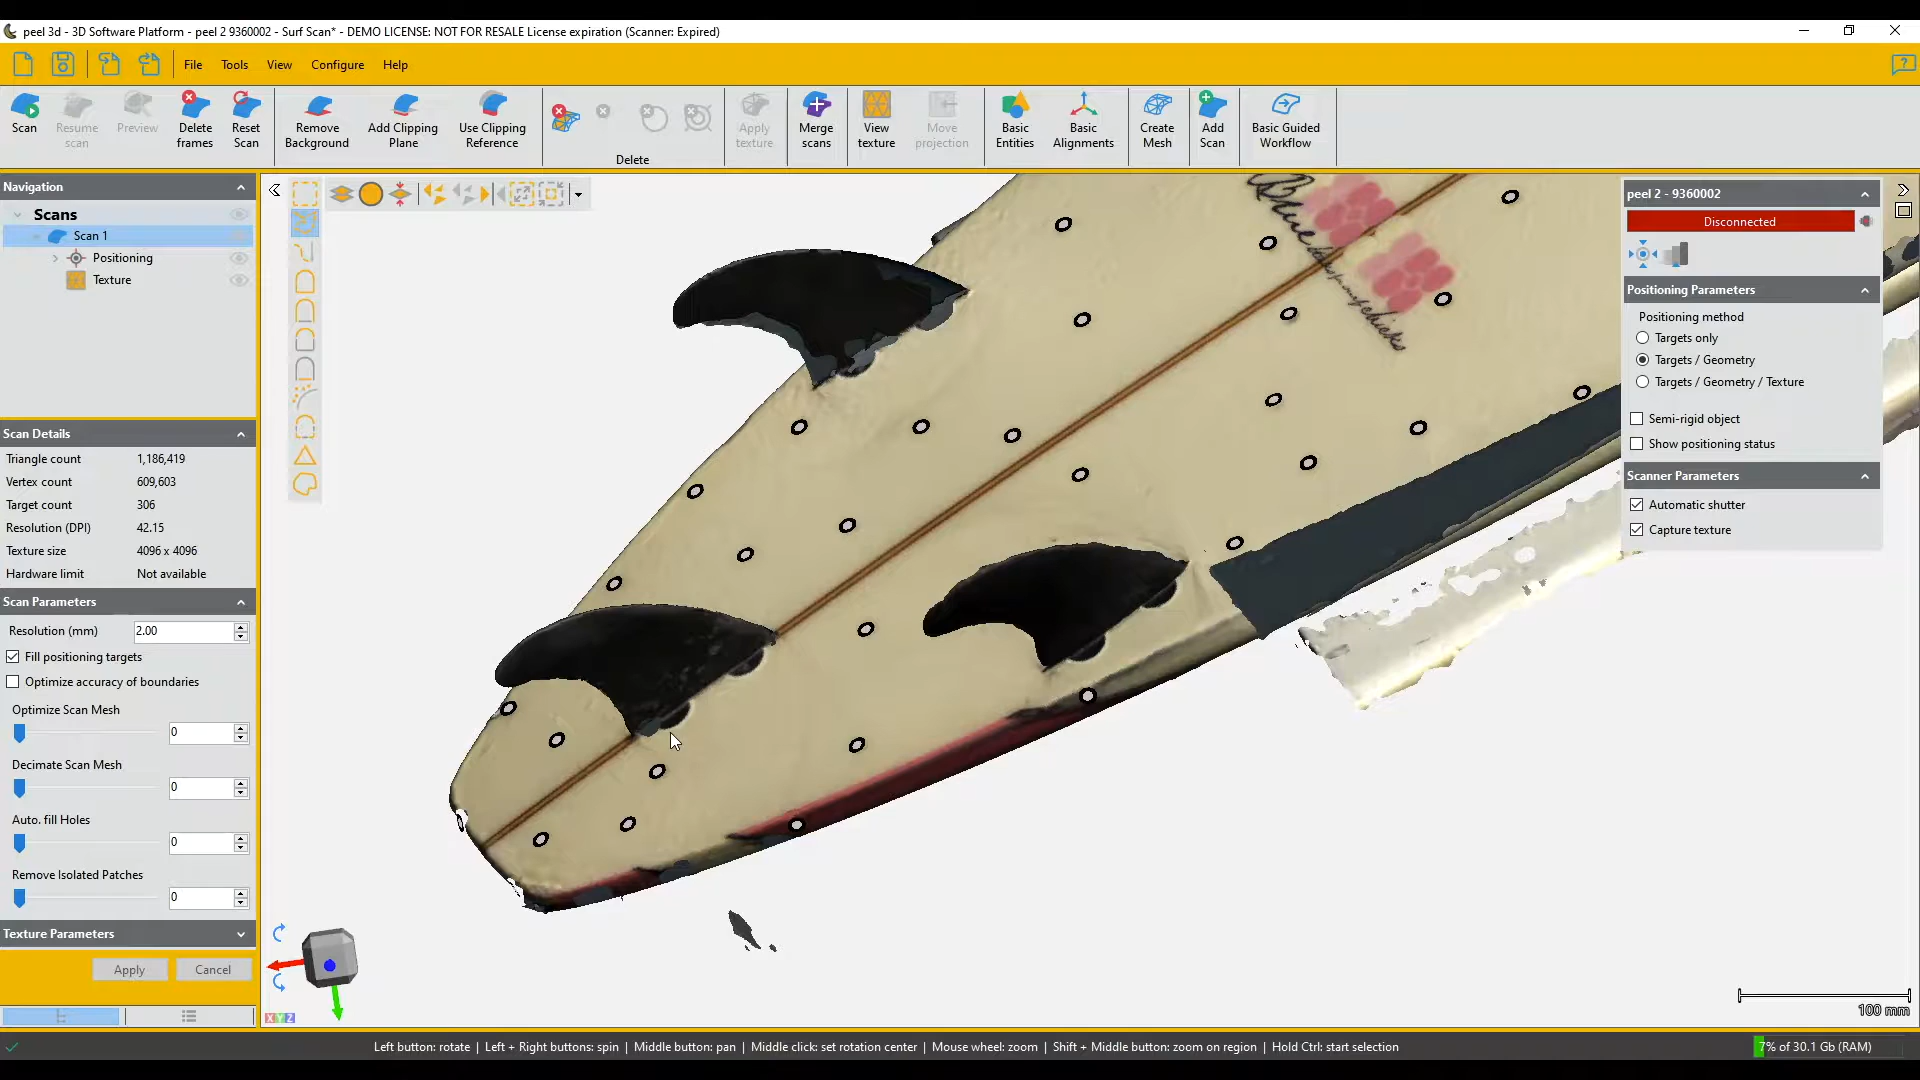 peel 3d - 3D Software Platform - peel 2 9360002 - Surf Scan* - DEMO LICENSE: NOT FOR RESALE License expiration (Scanner: Expired)
File Tools View Configure Help
Scan
Resume scan
Preview
Delete frames
Reset Scan
Remove Background
Add Clipping Plane
Use Clipping Reference
Delete
Apply texture
Merge scans
View texture
Move projection
Basic Entities
Basic Alignments
Create Mesh
Add Scan
Basic Guided Workflow
Navigation
Scans
Scan 1
Positioning
Texture
Scan Details
Triangle count 1,186,419
Vertex count 609,603
Target count 306
Resolution (DPI) 42.15
Texture size 4096 x 4096
Hardware limit Not available
Scan Parameters
Resolution (mm) 2.00
Fill positioning targets
Optimize accuracy of boundaries
Optimize Scan Mesh
0
Decimate Scan Mesh
0
Auto. fill Holes
0
Remove Isolated Patches
0
Texture Parameters
Apply Cancel
XYZ
peel 2 - 9360002
Disconnected
Positioning Parameters
Positioning method
Targets only
Targets / Geometry
Targets / Geometry / Texture
Semi-rigid object
Show positioning status
Scanner Parameters
Automatic shutter
Capture texture
100 mm
Left button: rotate | Left + Right buttons: spin | Middle button: pan | Middle click: set rotation center | Mouse wheel: zoom | Shift + Middle button: zoom on region | Hold Ctrl: start selection
7% of 30.1 Gb (RAM)